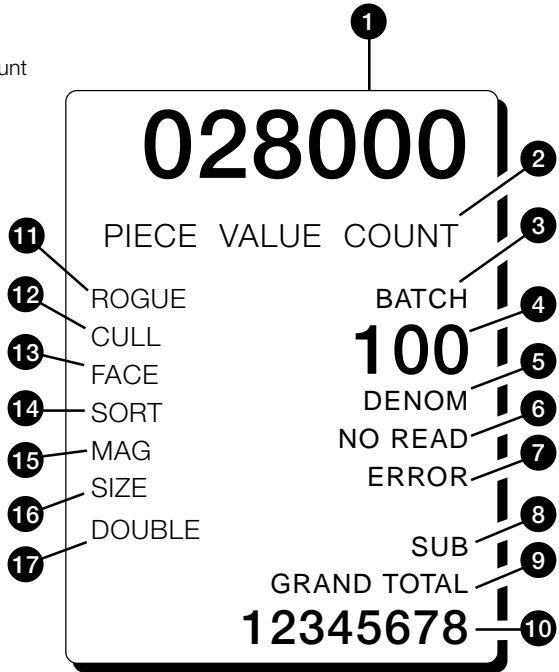 1
unt
028000
2
PIECE VALUE COUNT
3
11
ROGUE
BATCH
12
CULL
4
100
13
FACE
5
DENOM
14
SORT
6
NO READ
15
MAG
7
ERROR
16
SIZE
17
DOUBLE
8
SUB
9
GRAND TOTAL
12345678
10